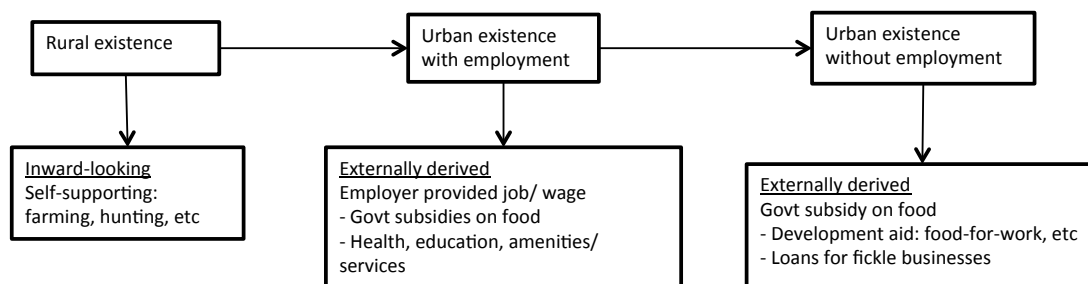 Rural existence
Urban existence
with employment
Urban existence
without employment
Inward-looking
Self-supporting:
farming, hunting, etc
Externally derived
Employer provided job/ wage
- Govt subsidies on food
- Health, education, amenities/
services
Externally derived
Govt subsidy on food
- Development aid: food-for-work, etc
- Loans for fickle businesses